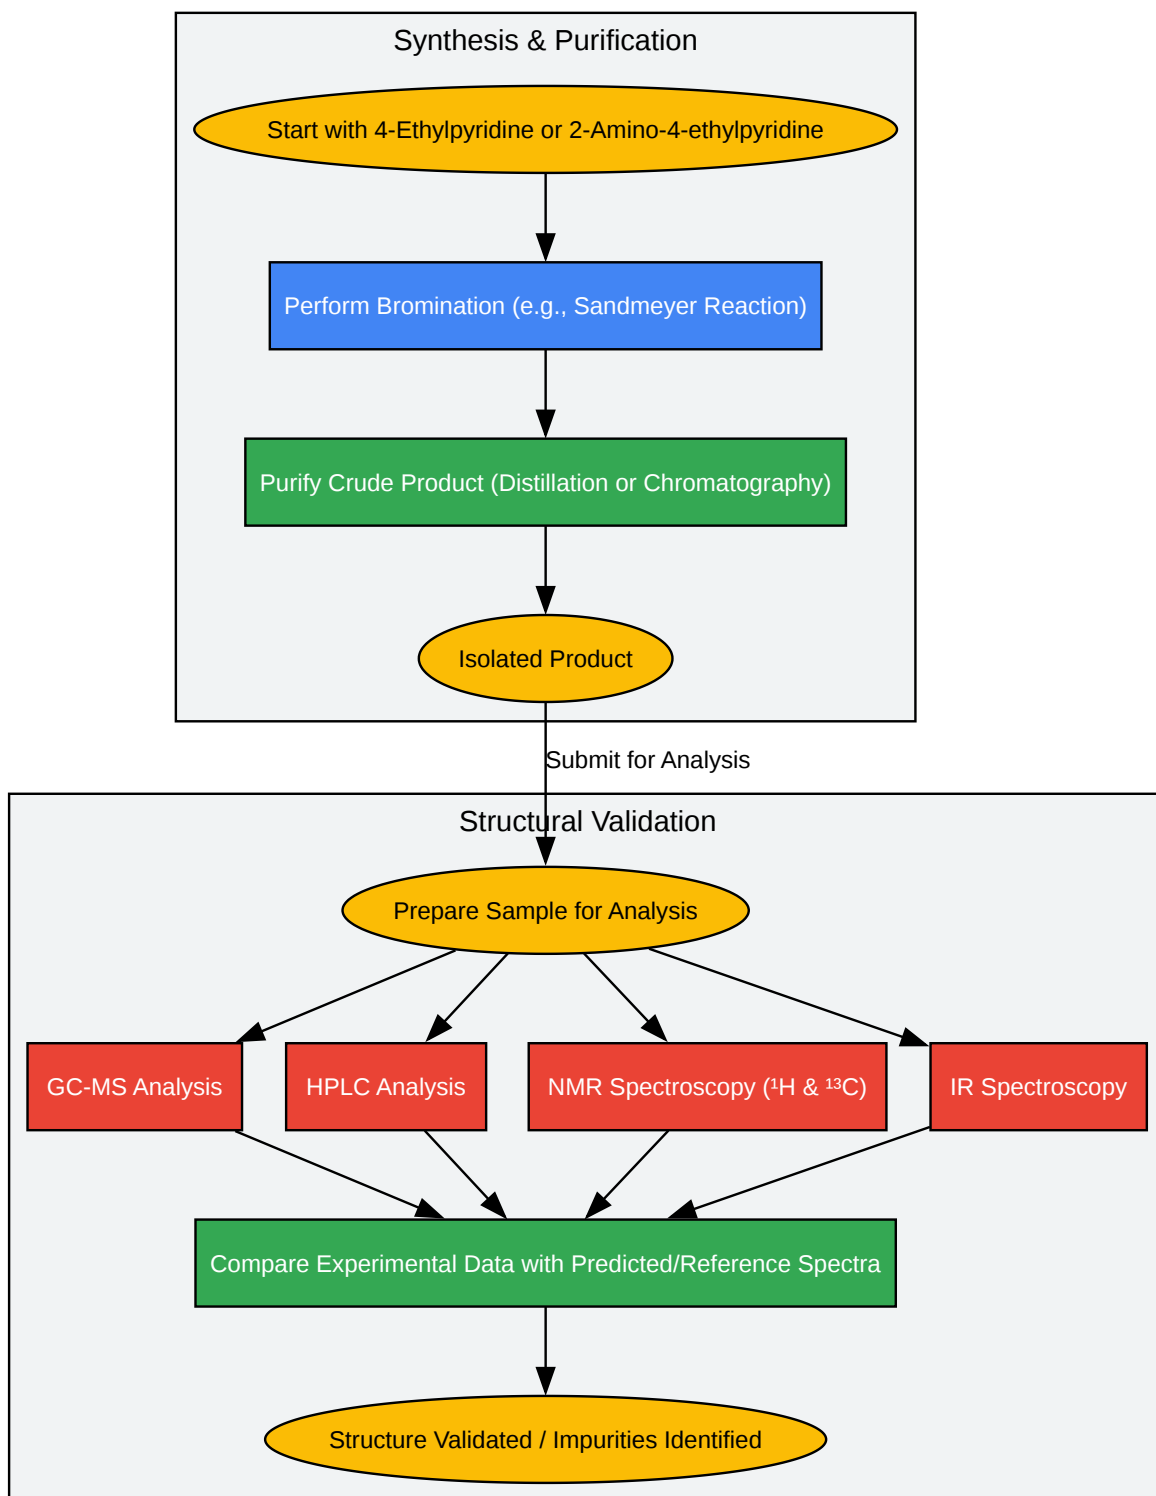 Synthesis & Purification
Start with 4-Ethylpyridine or 2-Amino-4-ethylpyridine
Perform Bromination (e.g., Sandmeyer Reaction)
Purify Crude Product (Distillation or Chromatography)
Isolated Product
Submit for Analysis
Structural Validation
Prepare Sample for Analysis
GC-MS Analysis
HPLC Analysis
NMR Spectroscopy (¹H & ¹³C)
IR Spectroscopy
Compare Experimental Data with Predicted/Reference Spectra
Structure Validated / Impurities Identified